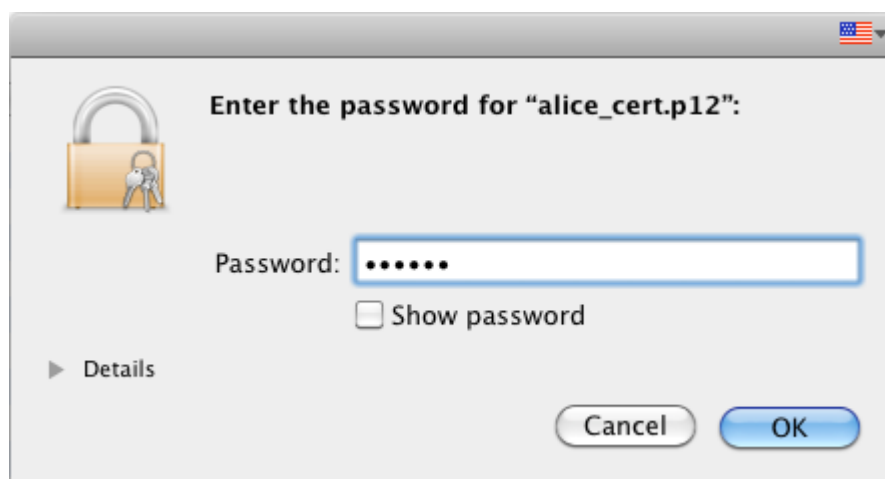 Enter the password for “alice_cert.p12”:
Password: ••••••
Show password
Details
Cancel OK